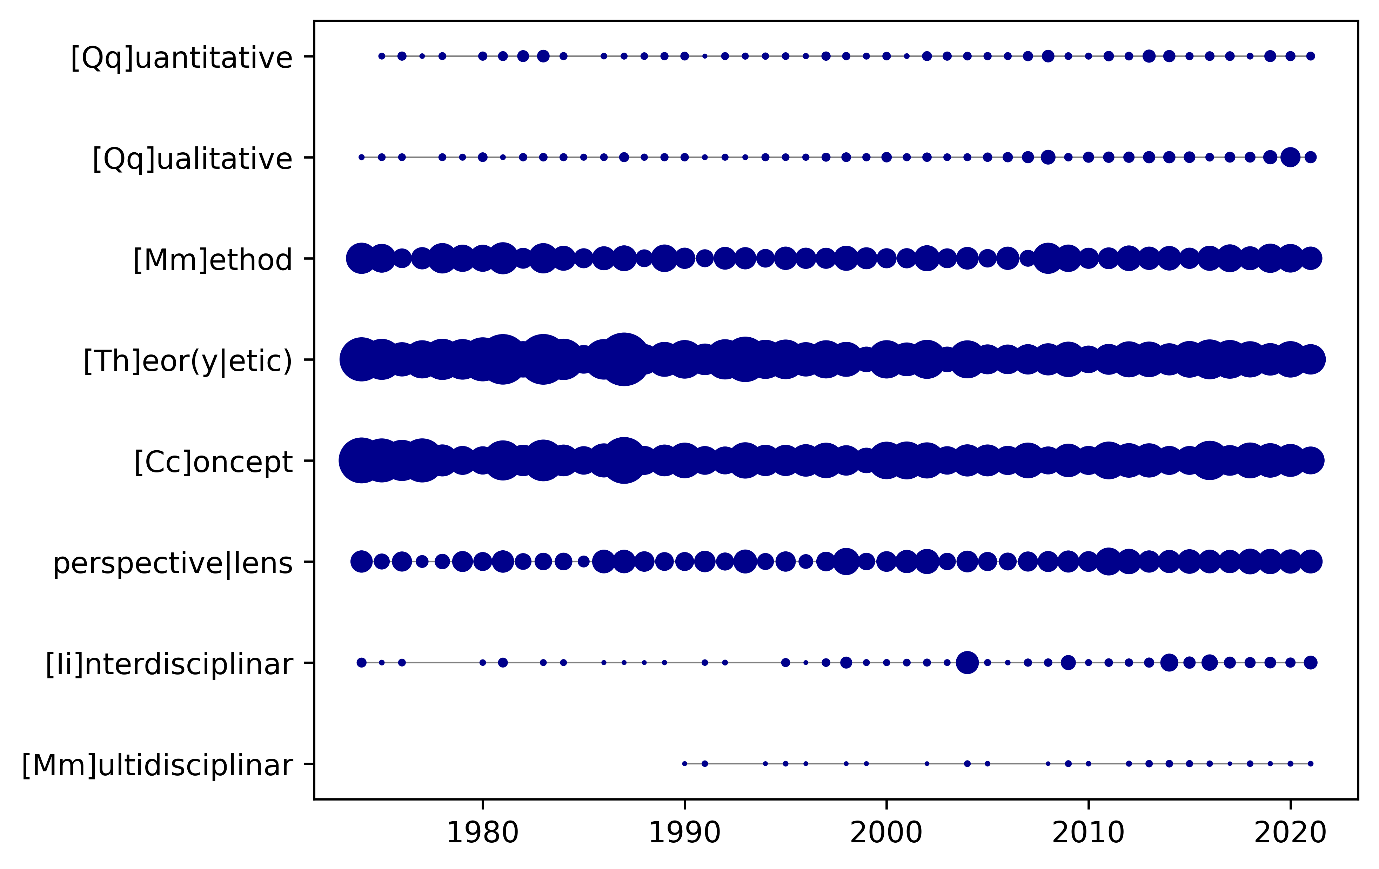 [Qq]uantitative
[Qq]ualitative
[Mm]ethod
[Th]eor(y|etic)
[Cc]oncept
perspective|lens
[Ii]nterdisciplinar
[Mm]ultidisciplinar
1980 1990 2000 2010 2020